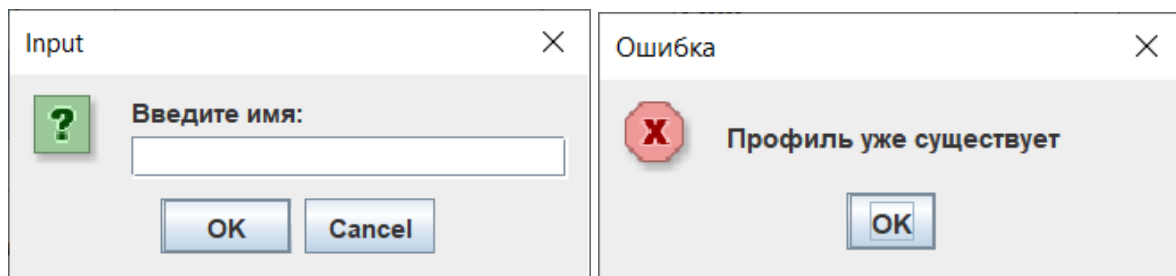 Input
Введите имя:
OK
Cancel
Ошибка
Профиль уже существует
OK